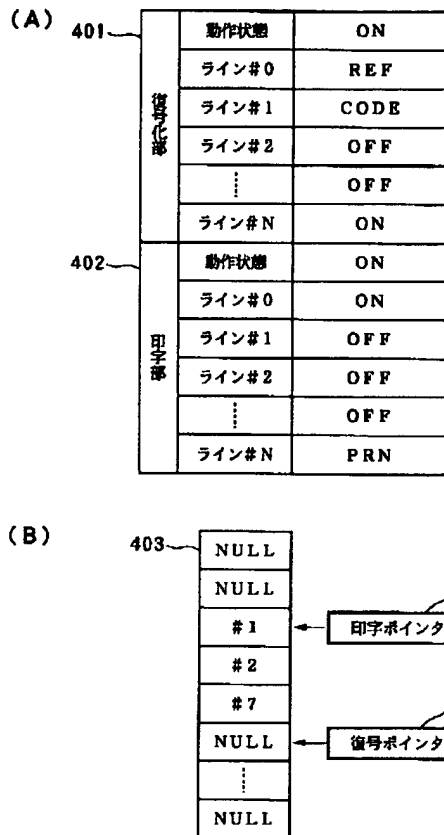 (A)
401
復号化部
動作状態 ON
ライン#0 REF
ライン#1 CODE
ライン#2 OFF
OFF
ライン#N ON
402
印字部
動作状態 ON
ライン#0 ON
ライン#1 OFF
ライン#2 OFF
OFF
ライン#N PRN
(B)
403
NULL
NULL
#1 印字ポインタ
#2
#7
NULL 復号ポインタ
NULL